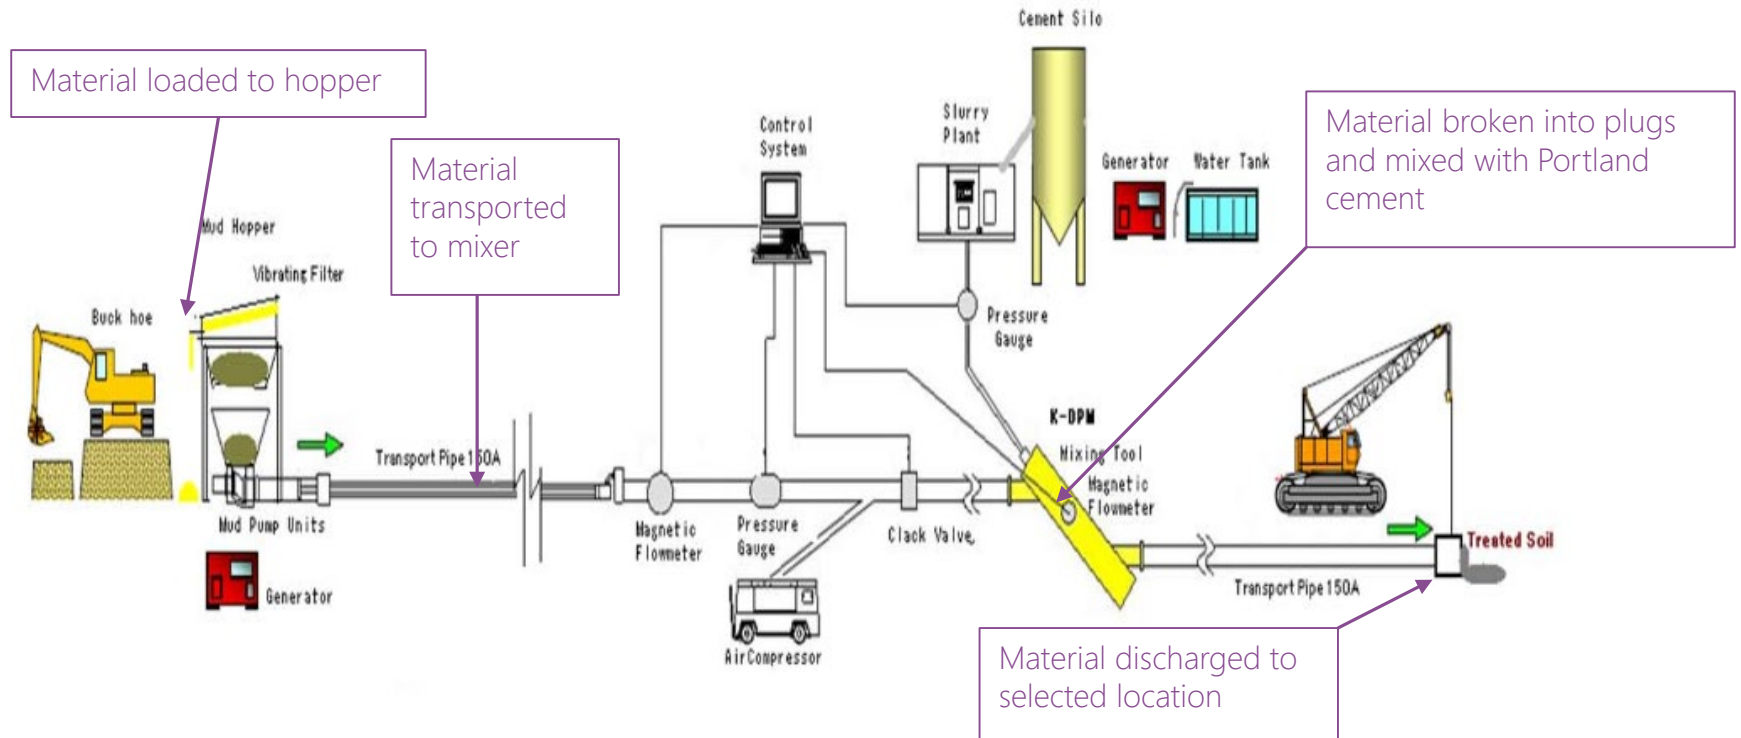 Cement Silo
Material loaded to hopper
Material
transported
to mixer
Control
System
Slurry
Plant
Generator
Water Tank
Material broken into plugs
and mixed with Portland
cement
Mud Hopper
Vibrating Filter
Buck hoe
Pressure
Gauge
K-DPM
Mixing Tool
Magnetic
Flowmeter
Transport Pipe 150A
Mud Pump Units
Magnetic
Flowmeter
Pressure
Gauge
Clack Valve
Treated Soil
Generator
Transport Pipe 150A
AirCompressor
Material discharged to
selected location